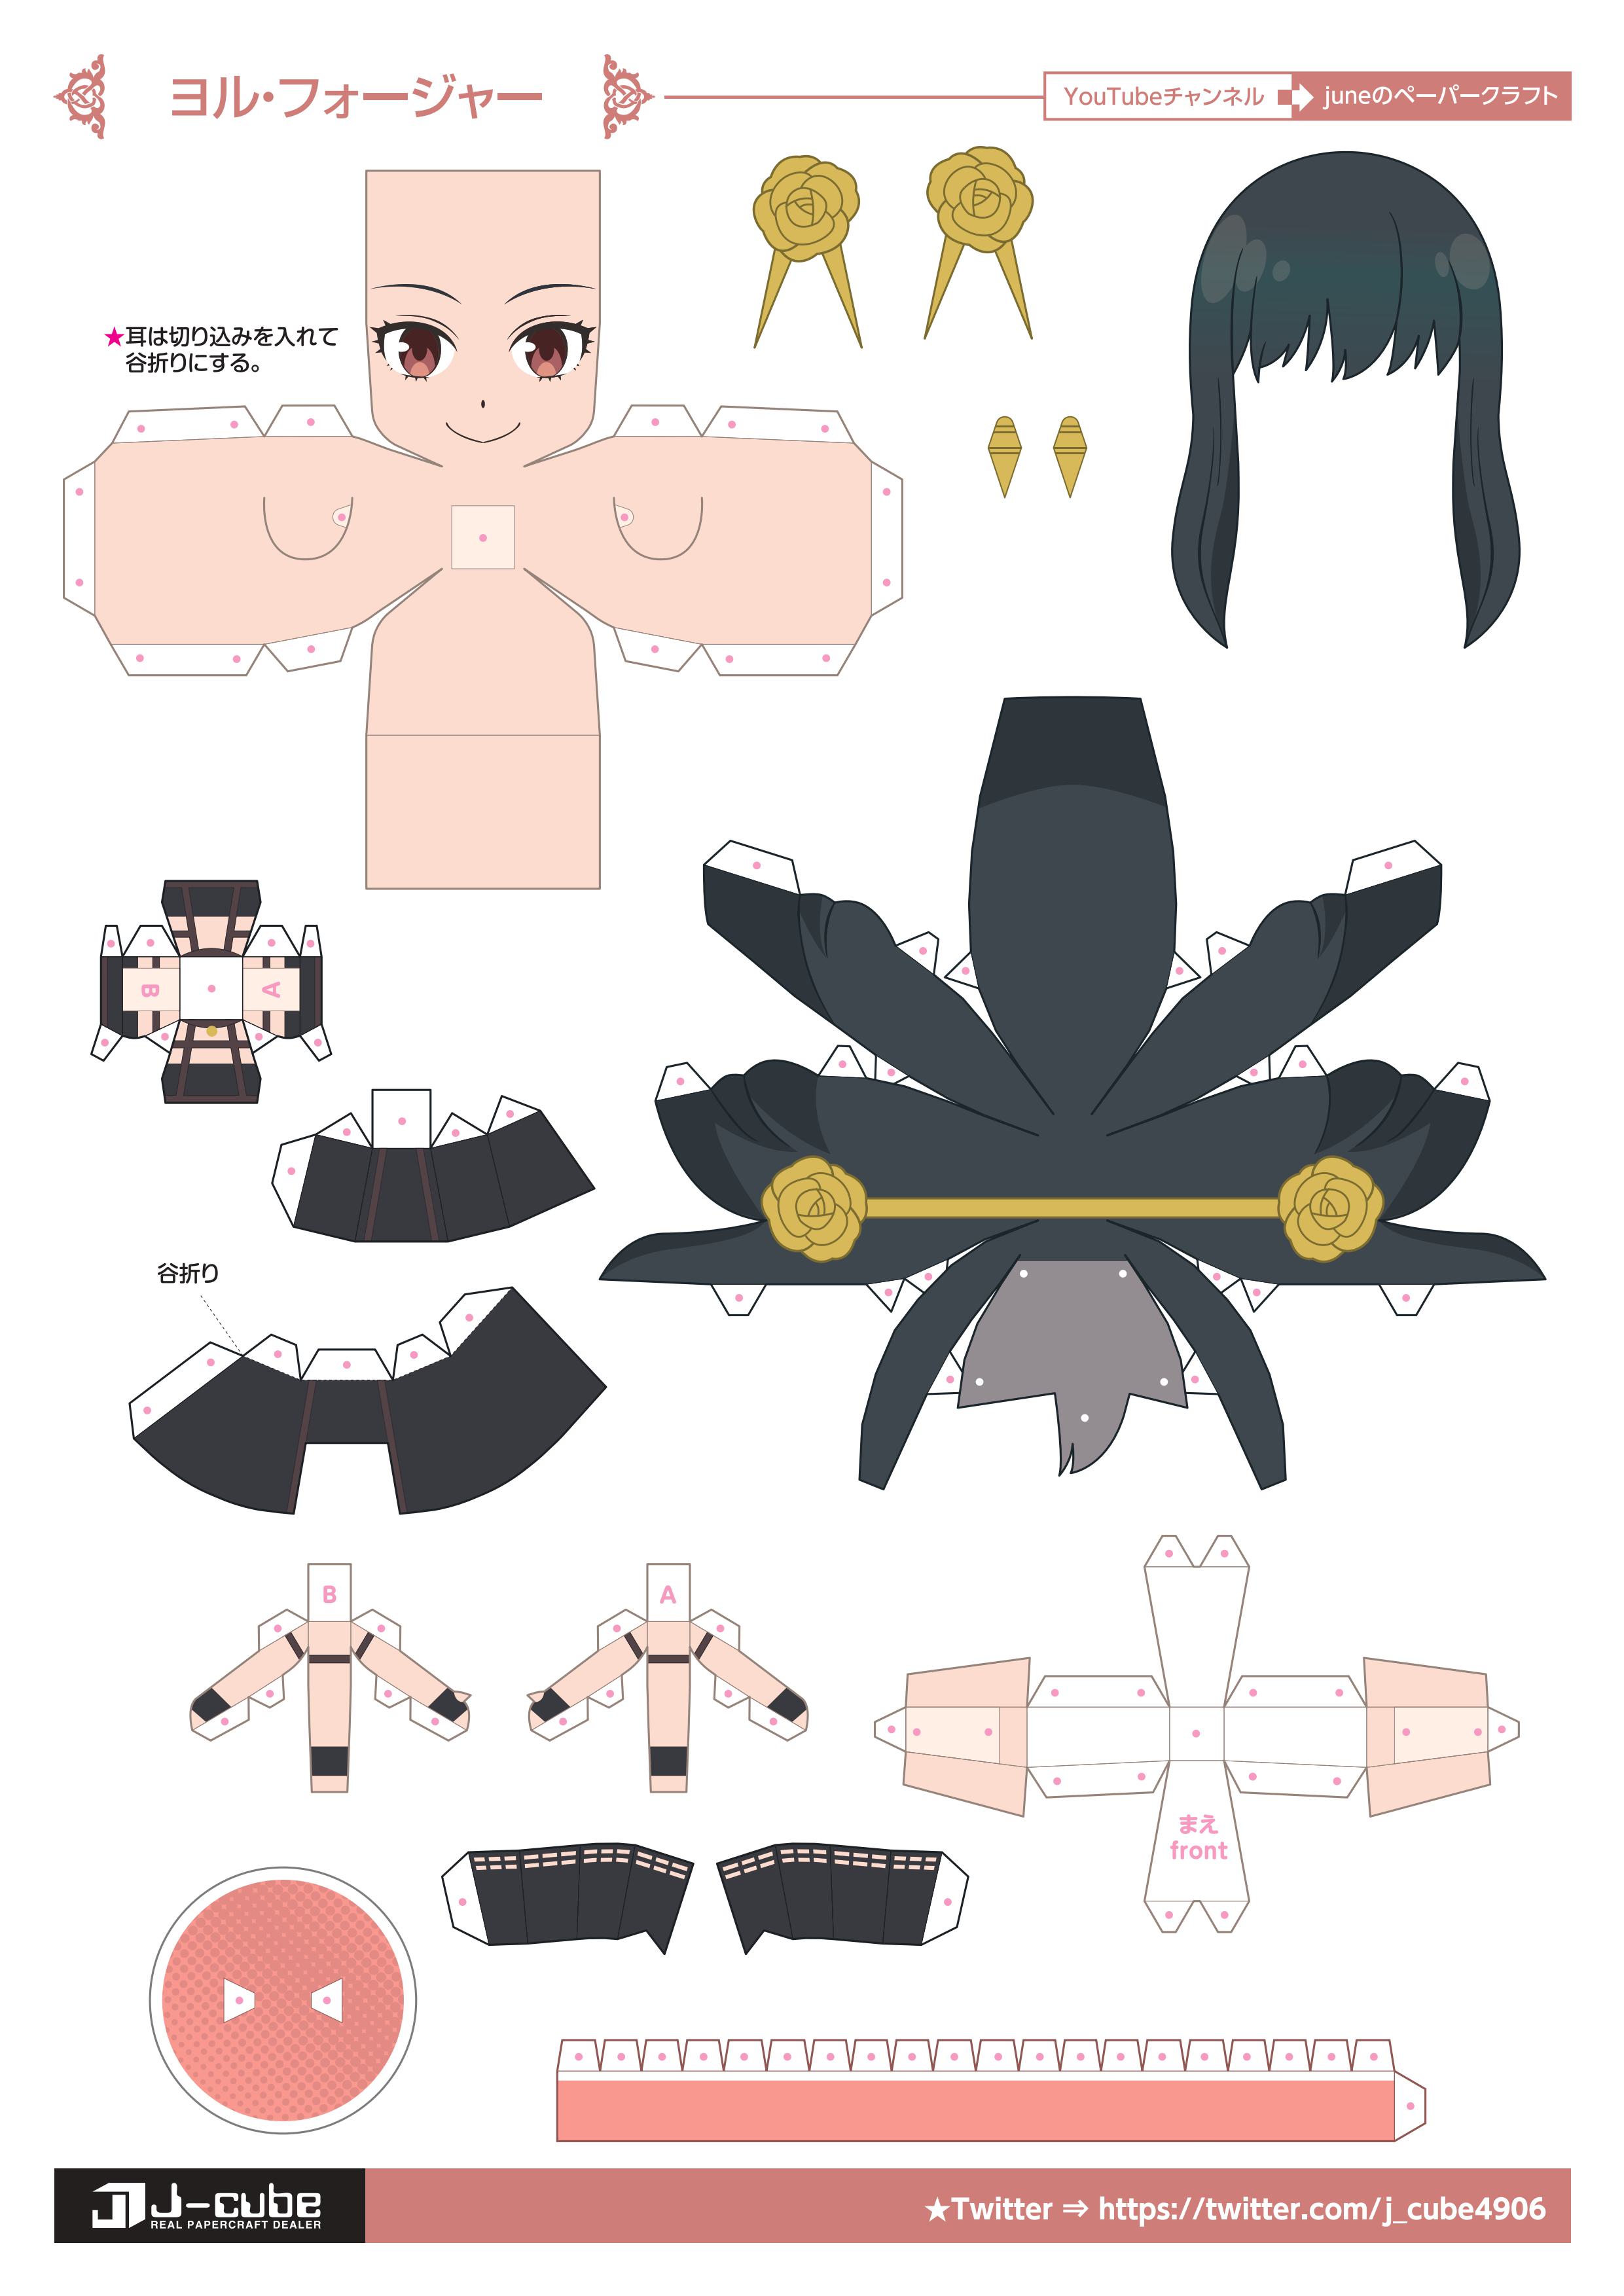 ヨル・フォージャー
YouTubeチャンネル
juneのペーパークラフト
★耳は切り込みを入れて
谷折りにする。
B
A
谷折り
B
A
まえ
front
J-cube
REAL PAPERCRAFT DEALER
★Twitter ⇒ https://twitter.com/j_cube4906